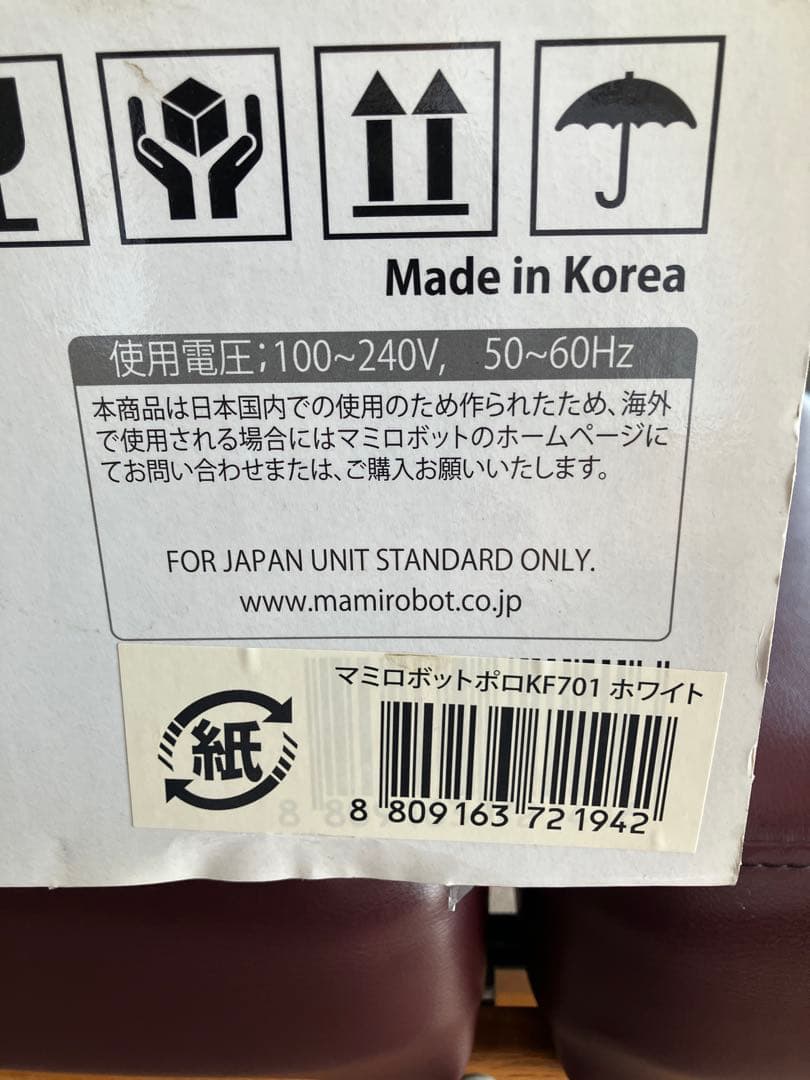 Made in Korea
使用電圧；100~240V,　50~60Hz
本商品は日本国内での使用のため作られたため、海外
で使用される場合にはマミロボットのホームページに
てお問い合わせまたは、ご購入お願いいたします。
FOR JAPAN UNIT STANDARD ONLY.
www.mamirobot.co.jp
マミロボットポロKF701 ホワイト
紙
8 809163 721942